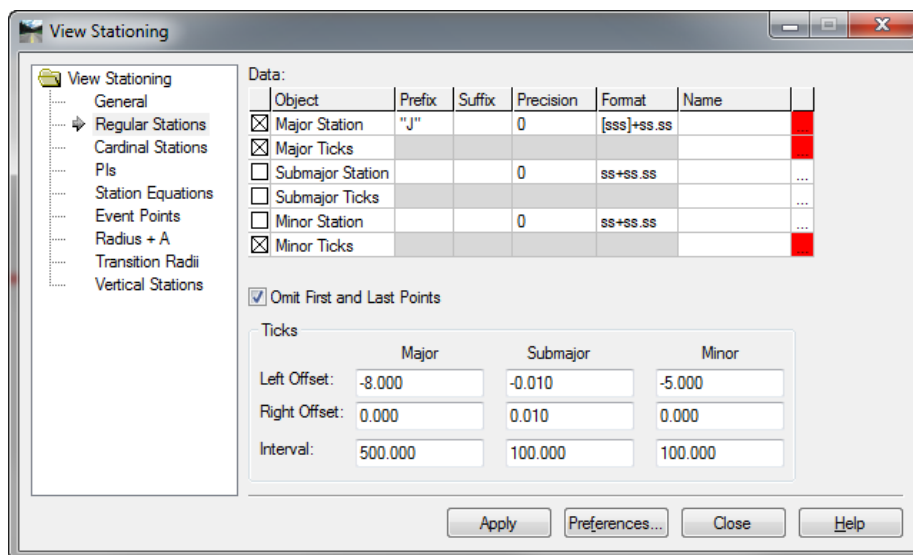 View Stationing
View Stationing
General
Regular Stations
Cardinal Stations
PIs
Station Equations
Event Points
Radius + A
Transition Radii
Vertical Stations
Data:
Object Prefix Suffix Precision Format Name
Major Station "J" 0 [sss]+ss.ss ...
Major Ticks ...
Submajor Station 0 ss+ss.ss ...
Submajor Ticks ...
Minor Station 0 ss+ss.ss ...
Minor Ticks ...
Omit First and Last Points
Ticks
Major Submajor Minor
Left Offset: -8.000 -0.010 -5.000
Right Offset: 0.000 0.010 0.000
Interval: 500.000 100.000 100.000
Apply Preferences... Close Help